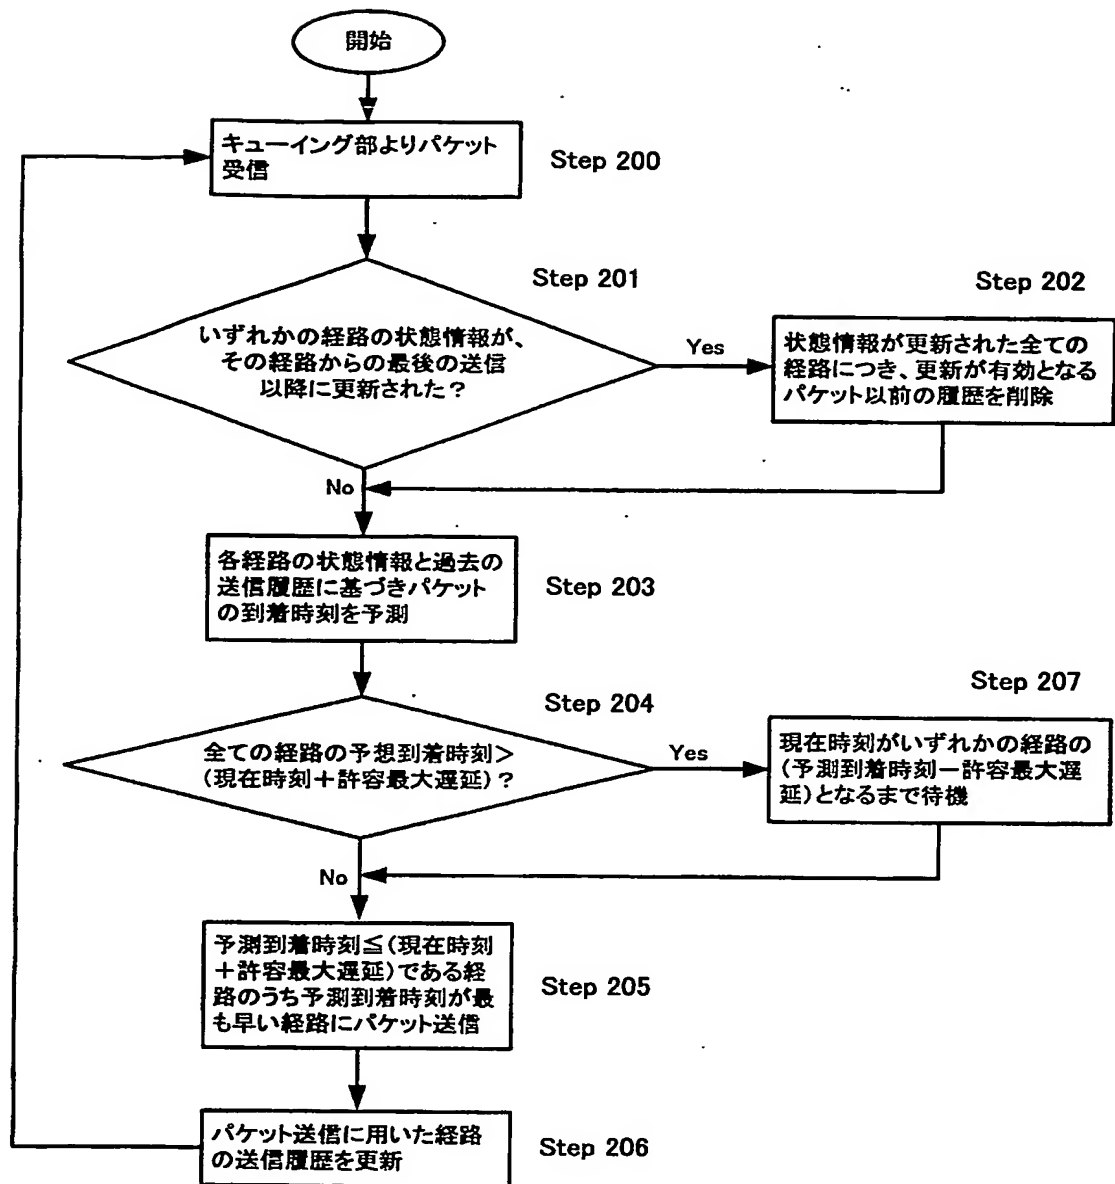 開始
キューイング部よりパケット
受信
Step 200
Step 201
いずれかの経路の状態情報が、
その経路からの最後の送信
以降に更新された？
Yes
Step 202
状態情報が更新された全ての
経路につき、更新が有効となる
パケット以前の履歴を削除
No
各経路の状態情報と過去の
送信履歴に基づきパケット
の到着時刻を予測
Step 203
Step 204
全ての経路の予想到着時刻＞
(現在時刻＋許容最大遅延)？
Yes
Step 207
現在時刻がいずれかの経路の
(予測到着時刻－許容最大遅
延)となるまで待機
No
予測到着時刻≦(現在時刻
＋許容最大遅延)である経
路のうち予測到着時刻が最
も早い経路にパケット送信
Step 205
パケット送信に用いた経路
の送信履歴を更新
Step 206